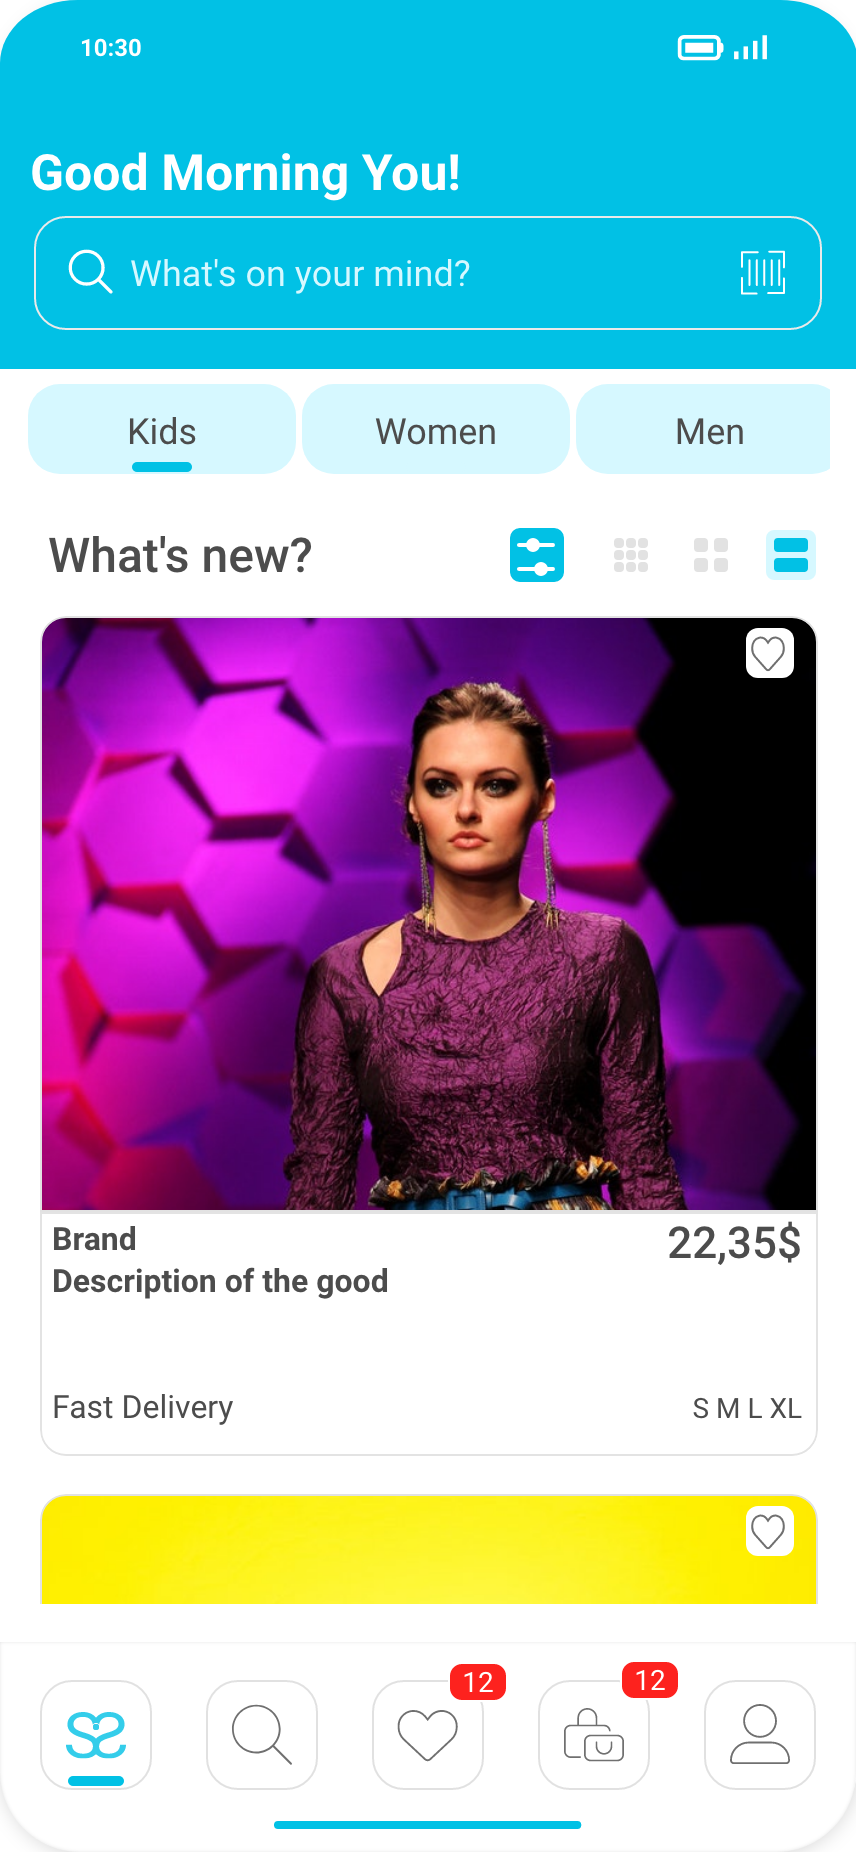 10:30
Good Morning You!
What's on your mind?
Kids
Women
Men
What's new?
Brand
22,35$
Description of the good
Fast Delivery
S M L XL
12
12